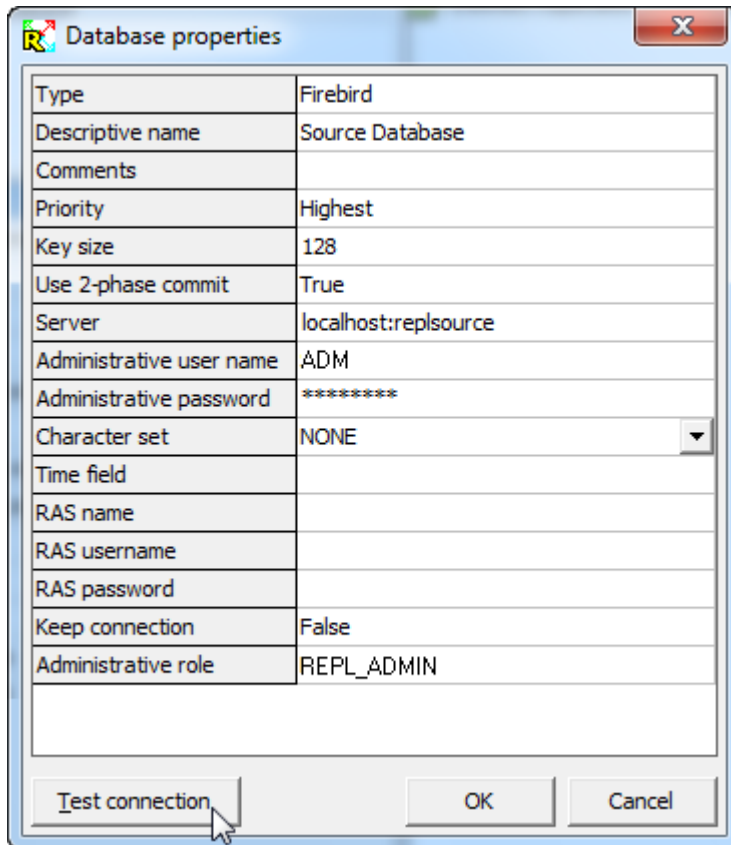 Database properties
Type Firebird
Descriptive name Source Database
Comments
Priority Highest
Key size 128
Use 2-phase commit True
Server localhost:replsource
Administrative user name ADM
Administrative password ********
Character set NONE
Time field
RAS name
RAS username
RAS password
Keep connection False
Administrative role REPL_ADMIN
Test connection OK Cancel